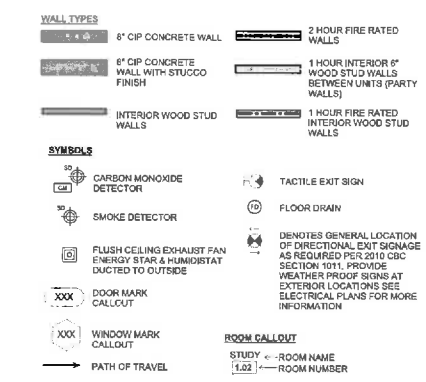 WALL TYPES
8" CIP CONCRETE WALL
8" CIP CONCRETE
WALL WITH STUCCO
FINISH
INTERIOR WOOD STUD
WALLS
2 HOUR FIRE RATED
WALLS
1 HOUR INTERIOR 6"
WOOD STUD WALLS
BETWEEN UNITS (PARTY
WALLS)
1 HOUR FIRE RATED
INTERIOR WOOD STUD
WALLS
SYMBOLS
SD
CM
CARBON MONOXIDE
DETECTOR
SD
SMOKE DETECTOR
FLUSH CEILING EXHAUST FAN
ENERGY STAR & HUMIDISTAT
DUCTED TO OUTSIDE
XXX
DOOR MARK
CALLOUT
XXX
WINDOW MARK
CALLOUT
PATH OF TRAVEL
TACTILE EXIT SIGN
FD
FLOOR DRAIN
DENOTES GENERAL LOCATION
OF DIRECTIONAL EXIT SIGNAGE
AS REQUIRED PER 2010 CBC
SECTION 1011, PROVIDE
WEATHER PROOF SIGNS AT
EXTERIOR LOCATIONS SEE
ELECTRICAL PLANS FOR MORE
INFORMATION
ROOM CALLOUT
STUDY ROOM NAME
1.02 ROOM NUMBER